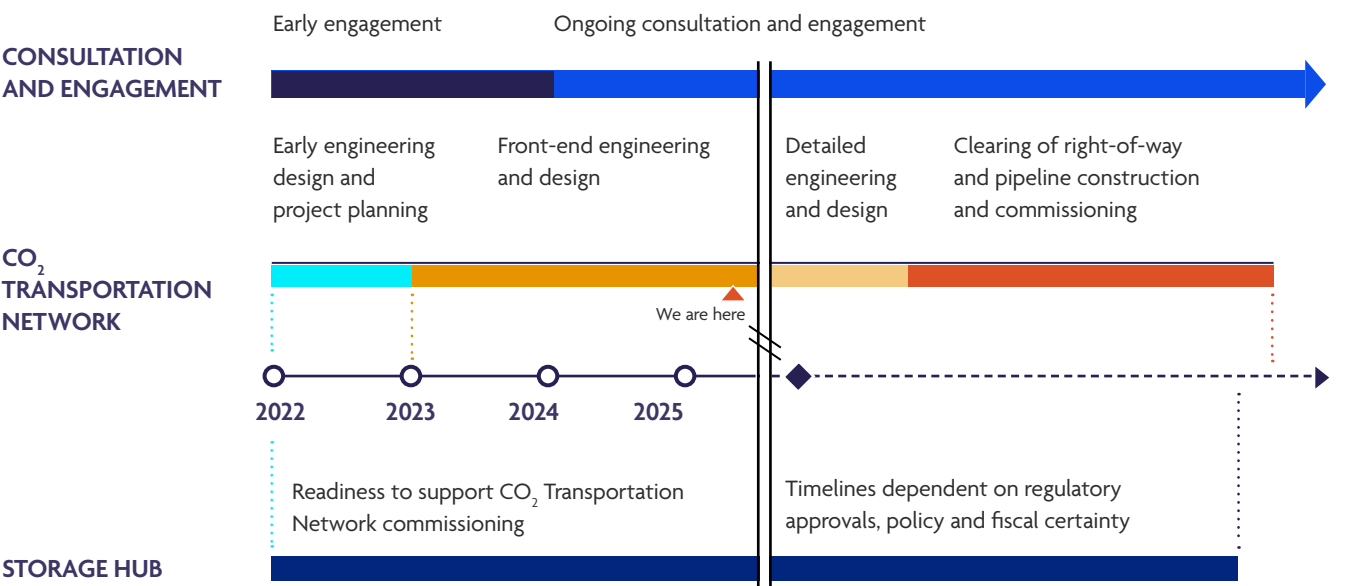 Early engagement
Ongoing consultation and engagement
CONSULTATION
AND ENGAGEMENT
Early engineering
design and
project planning
Front-end engineering
and design
Detailed
engineering
and design
Clearing of right-of-way
and pipeline construction
and commissioning
CO₂
TRANSPORTATION
NETWORK
We are here
2022
2023
2024
2025
Readiness to support CO₂ Transportation
Network commissioning
Timelines dependent on regulatory
approvals, policy and fiscal certainty
STORAGE HUB